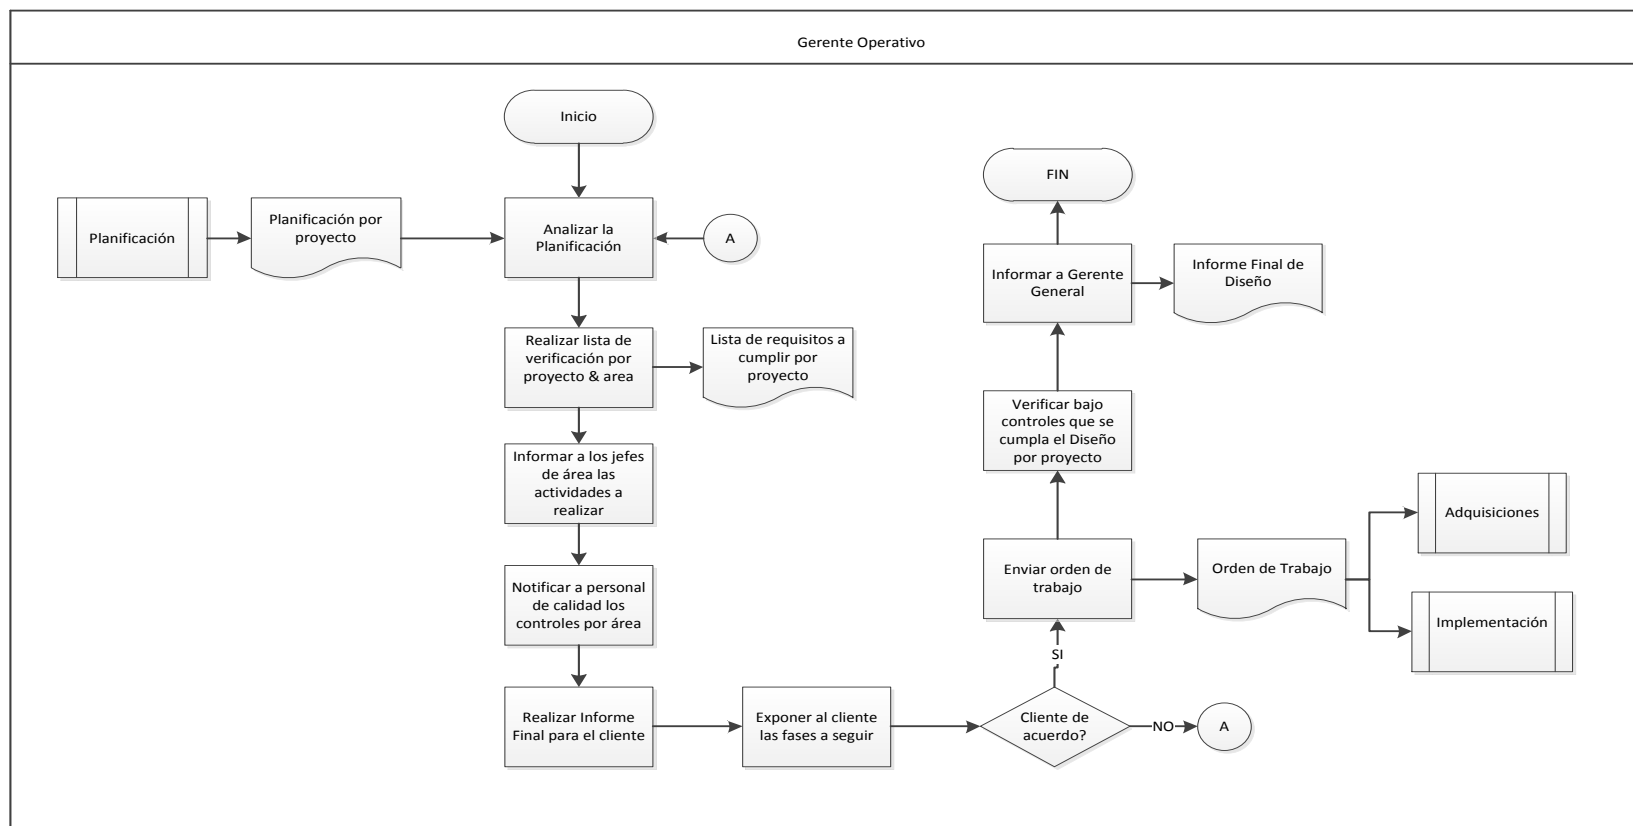 Gerente Operativo
Inicio
Planificación
Planificación por
proyecto
Analizar la
Planificación
A
Realizar lista de
verificación por
proyecto & area
Lista de requisitos a
cumplir por
proyecto
Informar a los jefes
de área las
actividades a
realizar
Notificar a personal
de calidad los
controles por área
Realizar Informe
Final para el cliente
Exponer al cliente
las fases a seguir
Cliente de
acuerdo?
NO
A
SI
Enviar orden de
trabajo
Orden de Trabajo
Adquisiciones
Implementación
Verificar bajo
controles que se
cumpla el Diseño
por proyecto
Informar a Gerente
General
Informe Final de
Diseño
FIN